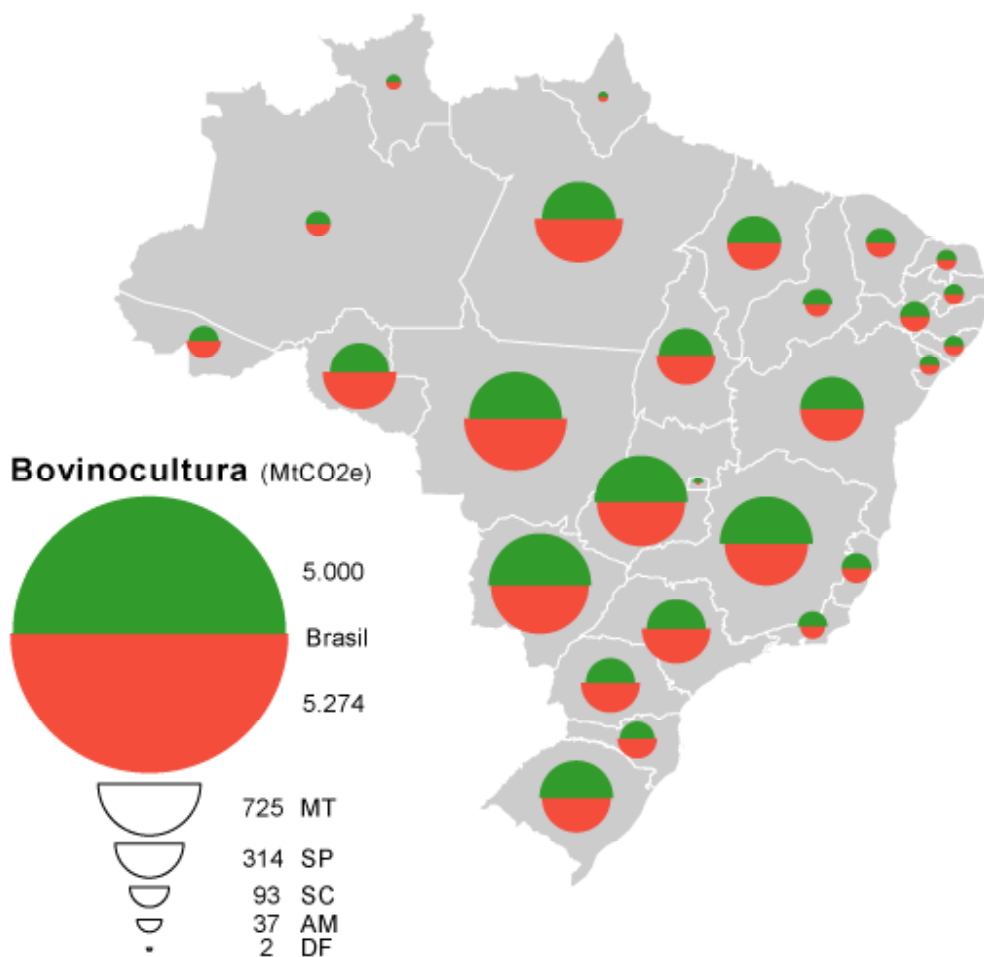 Bovinocultura (MtCO2e)
5.000
Brasil
5.274
725 MT
314 SP
93 SC
37 AM
2 DF